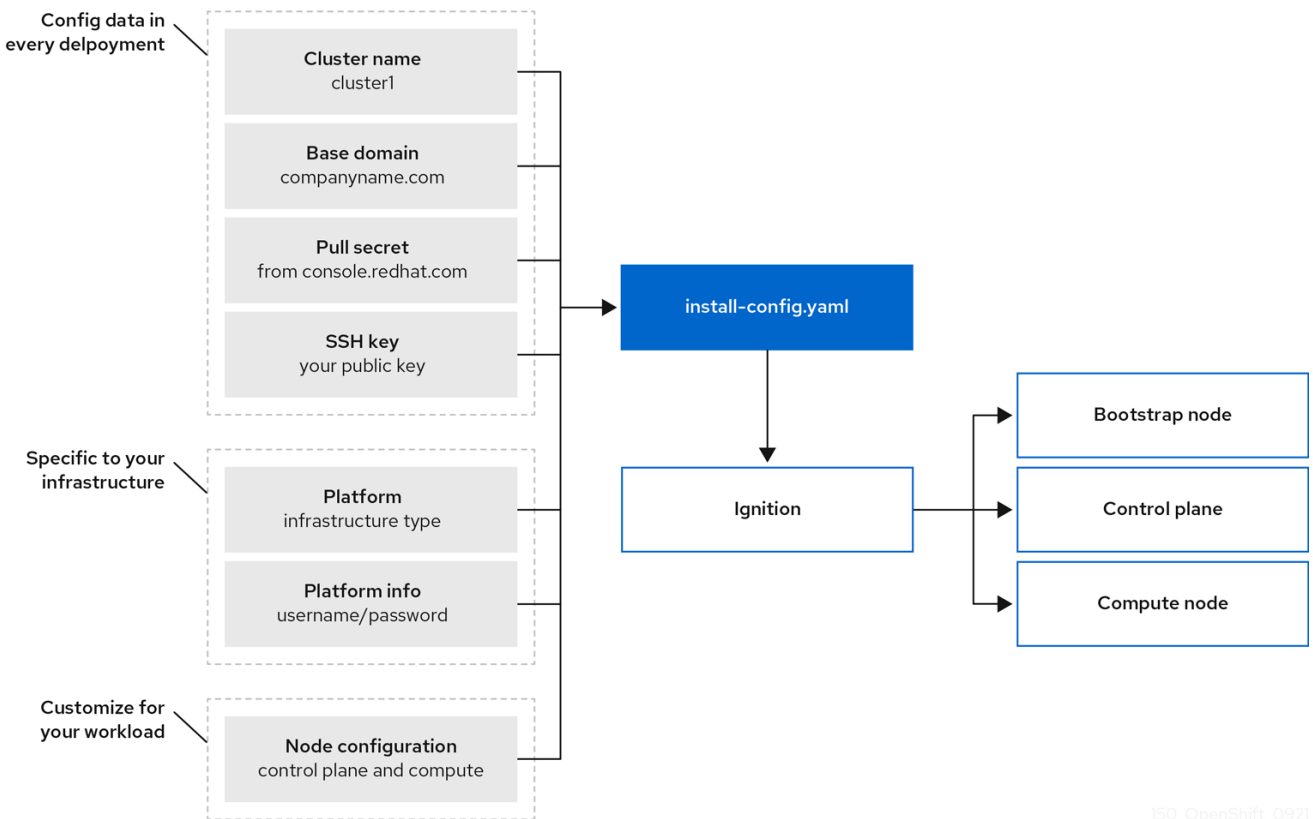 Config data in
every delpoyment
Cluster name
cluster1
Base domain
companyname.com
Pull secret
from console.redhat.com
SSH key
your public key
Specific to your
infrastructure
Platform
infrastructure type
Platform info
username/password
Customize for
your workload
Node configuration
control plane and compute
install-config.yaml
Ignition
Bootstrap node
Control plane
Compute node
150_OpenShift_0921